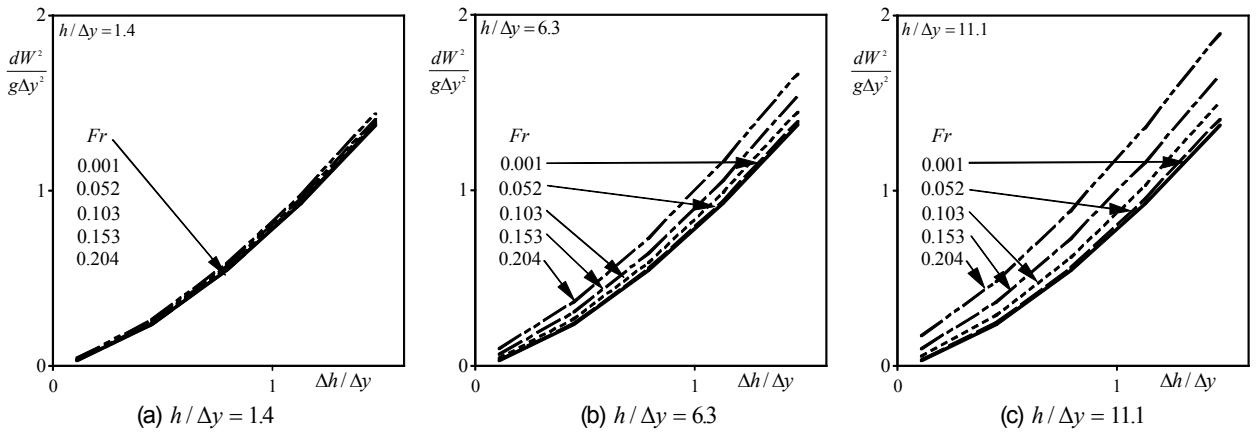 2
h/Δy = 1.4
dW²
gΔy²
Fr
0.001
0.052
0.103
0.153
0.204
1
0
0
1
Δh/Δy
(a) h/Δy = 1.4
2
h/Δy = 6.3
dW²
gΔy²
Fr
0.001
0.052
0.103
0.153
0.204
1
0
0
1
Δh/Δy
(b) h/Δy = 6.3
2
h/Δy = 11.1
dW²
gΔy²
Fr
0.001
0.052
0.103
0.153
0.204
1
0
0
1
Δh/Δy
(c) h/Δy = 11.1